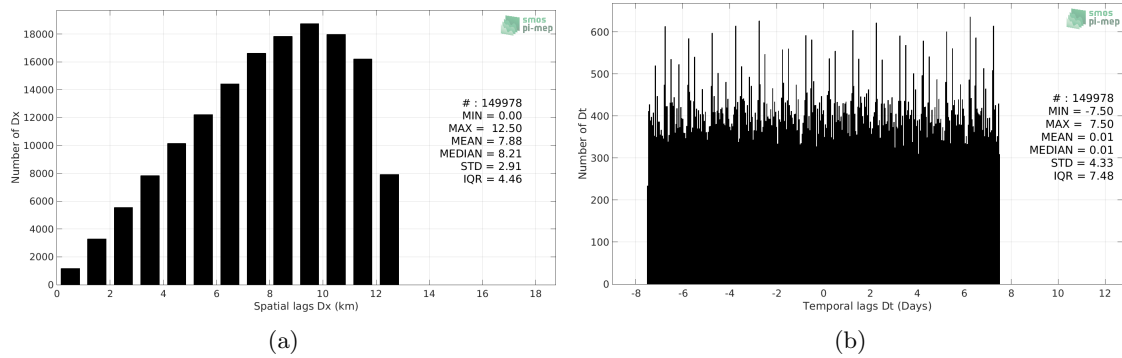 18000
16000
14000
12000
10000
8000
6000
4000
2000
0
Number of Dx
smos
pi-mep
# : 149978
MIN = 0.00
MAX = 12.50
MEAN = 7.88
MEDIAN = 8.21
STD = 2.91
IQR = 4.46
0 2 4 6 8 10 12 14 16 18
Spatial lags Dx (km)
(a)
600
500
400
300
200
100
0
Number of Dt
smos
pi-mep
# : 149978
MIN = -7.50
MAX = 7.50
MEAN = 0.01
MEDIAN = 0.01
STD = 4.33
IQR = 7.48
-8 -6 -4 -2 0 2 4 6 8 10 12
Temporal lags Dt (Days)
(b)